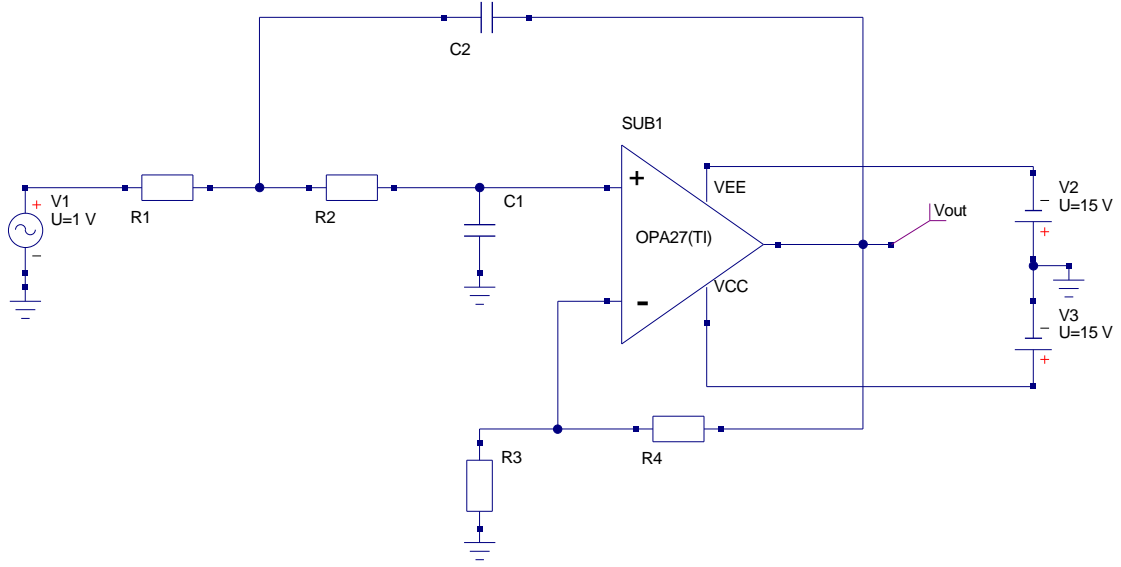 C2
SUB1
+
VEE
V1
U=1 V
+
−
R1
R2
C1
OPA27(TI)
Vout
V2
U=15 V
−
+
VCC
-
V3
U=15 V
−
+
R3
R4